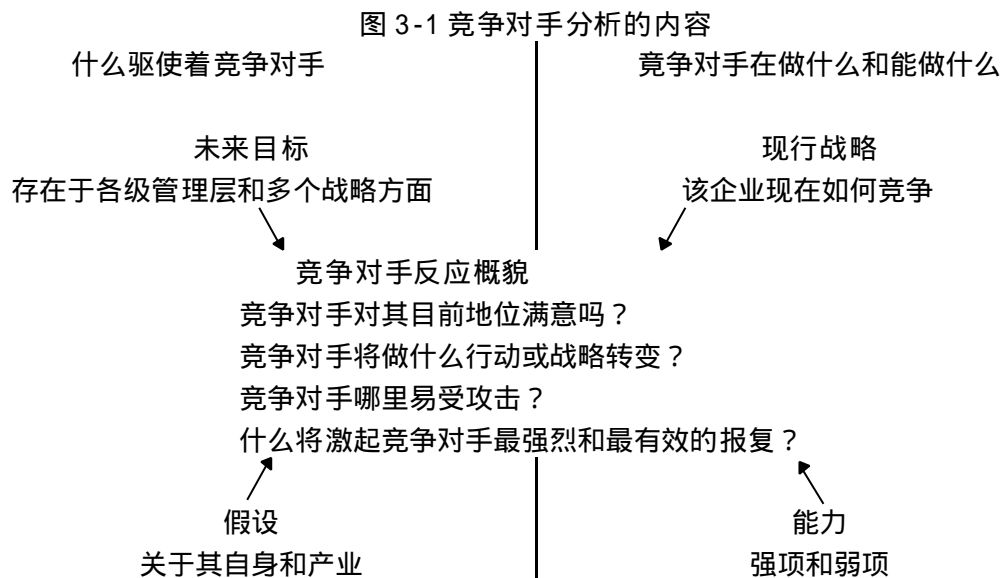 图 3-1 竞争对手分析的内容
什么驱使着竞争对手
竟争对手在做什么和能做什么
未来目标
存在于各级管理层和多个战略方面
现行战略
该企业现在如何竞争
竞争对手反应概貌
竞争对手对其目前地位满意吗？
竞争对手将做什么行动或战略转变？
竞争对手哪里易受攻击？
什么将激起竞争对手最强烈和最有效的报复？
假设
关于其自身和产业
能力
强项和弱项